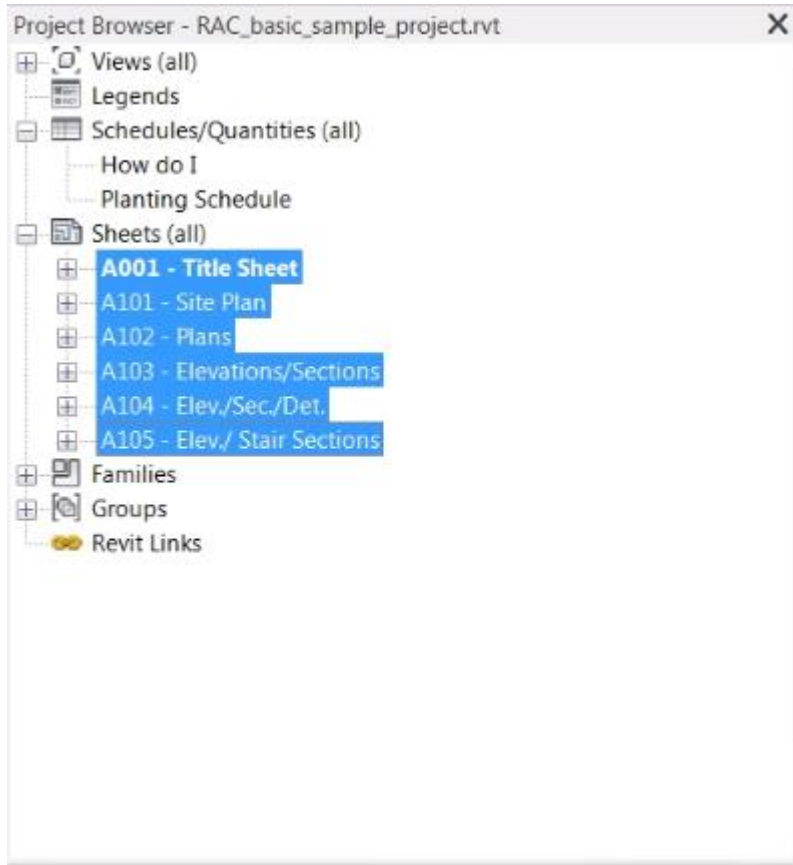 Project Browser - RAC_basic_sample_project.rvt
Views (all)
Legends
Schedules/Quantities (all)
How do I
Planting Schedule
Sheets (all)
A001 - Title Sheet
A101 - Site Plan
A102 - Plans
A103 - Elevations/Sections
A104 - Elev./Sec./Det.
A105 - Elev./ Stair Sections
Families
Groups
Revit Links